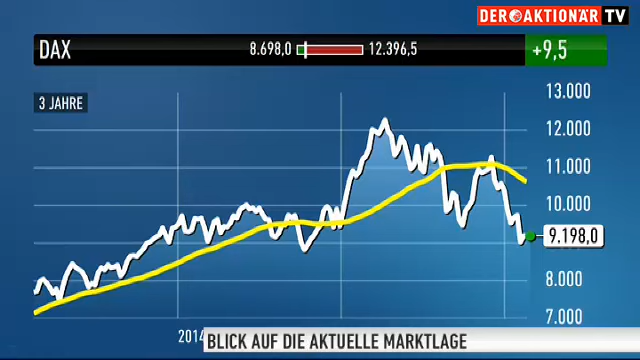 DER AKTIONÄR TV
DAX 8.698,0 12.396,5 +9,5
3 JAHRE
13.000
12.000
11.000
10.000
9.198,0
8.000
7.000
2014
BLICK AUF DIE AKTUELLE MARKTLAGE